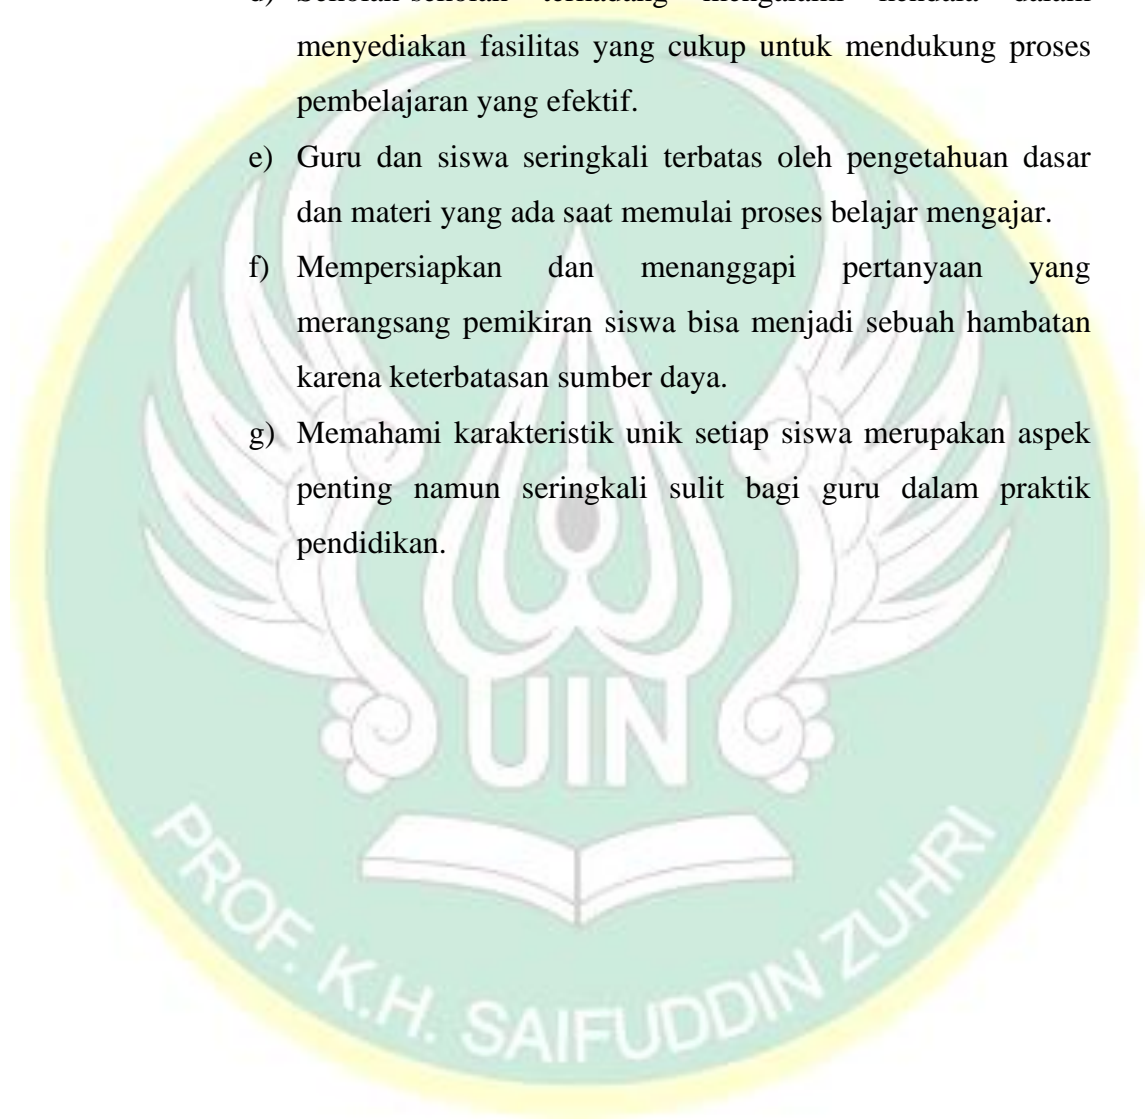 menyediakan fasilitas yang cukup untuk mendukung proses
pembelajaran yang efektif.
e) Guru dan siswa seringkali terbatas oleh pengetahuan dasar
dan materi yang ada saat memulai proses belajar mengajar.
f) Mempersiapkan dan menanggapi pertanyaan yang
merangsang pemikiran siswa bisa menjadi sebuah hambatan
karena keterbatasan sumber daya.
g) Memahami karakteristik unik setiap siswa merupakan aspek
penting namun seringkali sulit bagi guru dalam praktik
pendidikan.
UIN
PROF. K.H. SAIFUDDIN ZUHRI